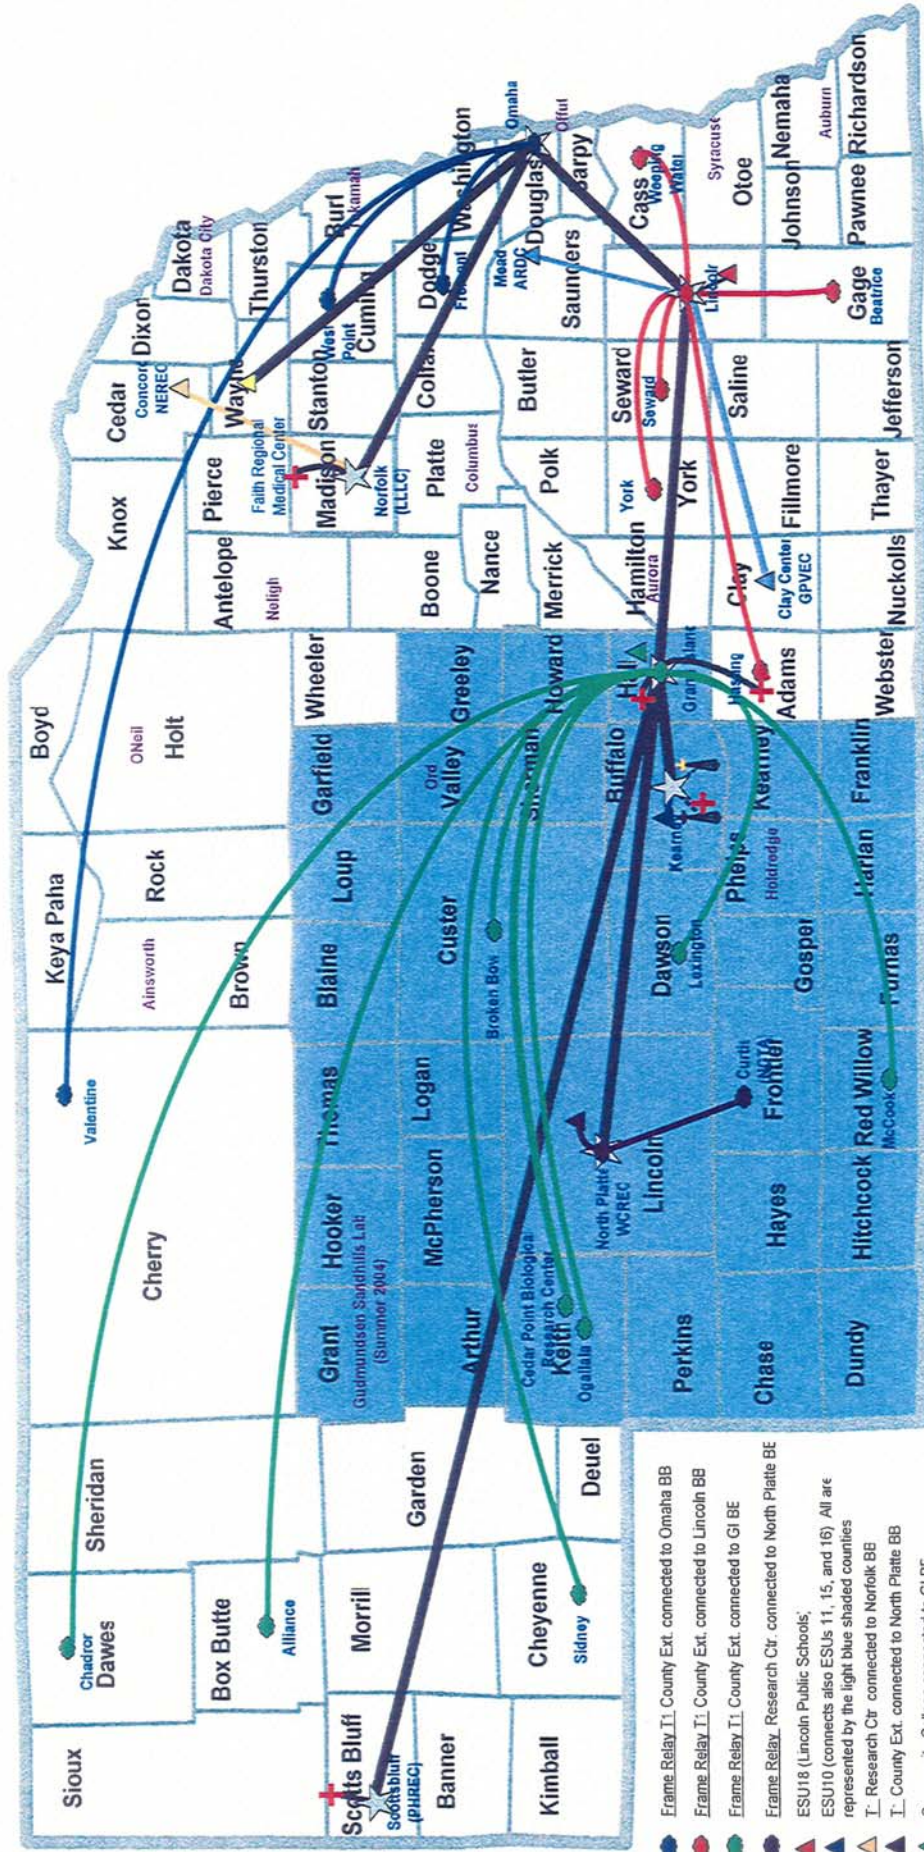 Sioux
Chadror
Dawes
Sheridan
Box Butte
Alliance
Scotts Bluff
Scottsbluff
(PHREC)
Morrill
Banner
Garden
Kimball
Cheyenne
Sidney
Deuel
Cherry
Valentine
Keya Paha
Boyd
Ainsworth
Brown
Rock
ONeil
Holt
Grant
Hooker
Thomas
Blaine
Loup
Garfield
Wheeler
Gudmundsen Sandhills Lab
(Summer 2004)
Arthur
McPherson
Logan
Custer
Ord
Valley
Greeley
Cedar Point Biological
Research Center
Keith
Ogallala
Broken Bow
Sherman
Howard
North Platte
WCREC
Lincoln
Perkins
Dawson
Lexington
Buffalo
Kearney
Hall
Grand Island
Chase
Hayes
Frontier
Curtis
NCTA
Gosper
Phelps
Holdredge
Kearney
Hastings
Adams
Dundy
Hitchcock
Red Willow
McCook
Furnas
Harlan
Franklin
Webster
Knox
Cedar
Dixon
Concord
NEREC
Dakota
Dakota City
Antelope
Neligh
Pierce
Wayne
Thurston
Faith Regional
Medical Center
Madison
Norfolk
(LLLC)
Stanton
West
Point
Cuming
Burt
Tekamah
Boone
Nance
Platte
Columbus
Colfax
Dodge
Fremont
Washington
Omaha
Merrick
Polk
Butler
Saunders
Mead
ARDC
Douglas
Offut
Sarpy
Hamilton
Aurora
York
York
Seward
Seward
Lincoln
Cass
Weeping
Water
Clay
Clay Center
GPVEC
Fillmore
Saline
Otoe
Syracuse
Nuckolls
Thayer
Jefferson
Gage
Beatrice
Johnson
Nemaha
Auburn
Pawnee
Richardson
Frame Relay T1 County Ext. connected to Omaha BB
Frame Relay T1 County Ext. connected to Lincoln BB
Frame Relay T1 County Ext. connected to GI BE
Frame Relay Research Ctr. connected to North Platte BE
ESU18 (Lincoln Public Schools)
ESU10 (connects also ESUs 11, 15, and 16) All are
represented by the light blue shaded counties
T- Research Ctr connected to Norfolk BB
T- County Ext. connected to North Platte BB